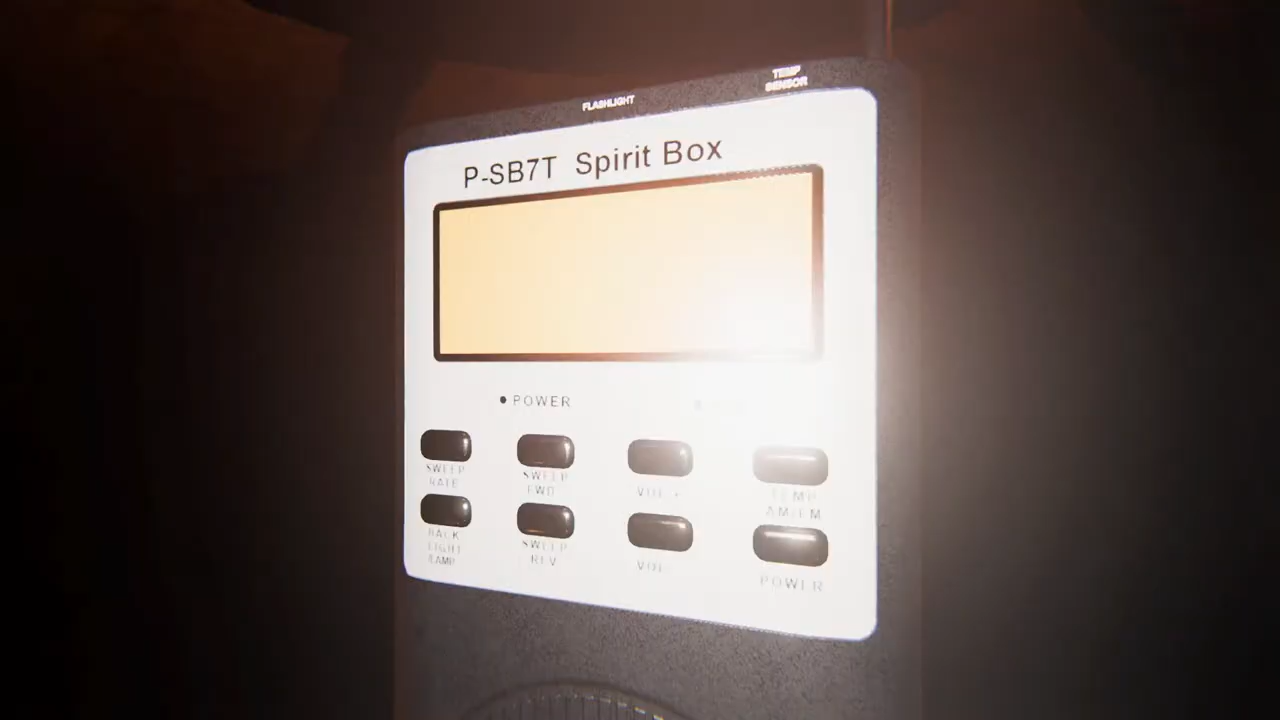 FLASHLIGHT
TEMP
SENSOR
P-SB7T Spirit Box
POWER
SWEEP
RATE
SWEEP
FWD
VOL +
TEMP
AM/FM
BACK
LIGHT
LAMP
SWEEP
REV
VOL
POWER